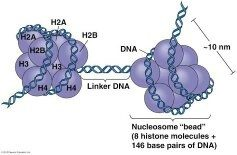 H2A
H2A
H2B
H2B
H3
H3
H4
H4
Linker DNA
DNA
~10 nm
Nucleosome “bead”
(8 histone molecules +
146 base pairs of DNA)